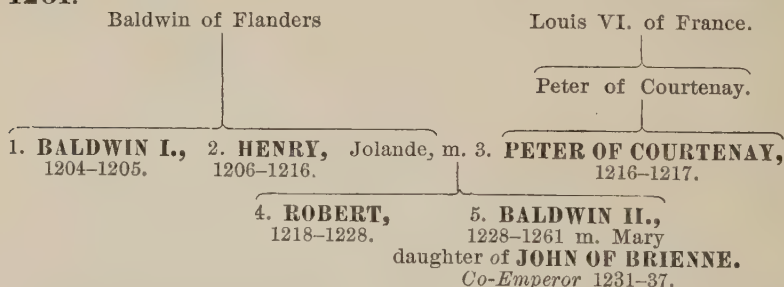 Baldwin of Flanders Louis VI. of France.
Peter of Courtenay.
1. BALDWIN I., 2. HENRY, Jolande, m. 3. PETER OF COURTENAY,
1204–1205. 1206–1216. 1216–1217.
4. ROBERT, 5. BALDWIN II.,
1218–1228. 1228–1261 m. Mary
daughter of JOHN OF BRIENNE.
Co-Emperor 1231–37.